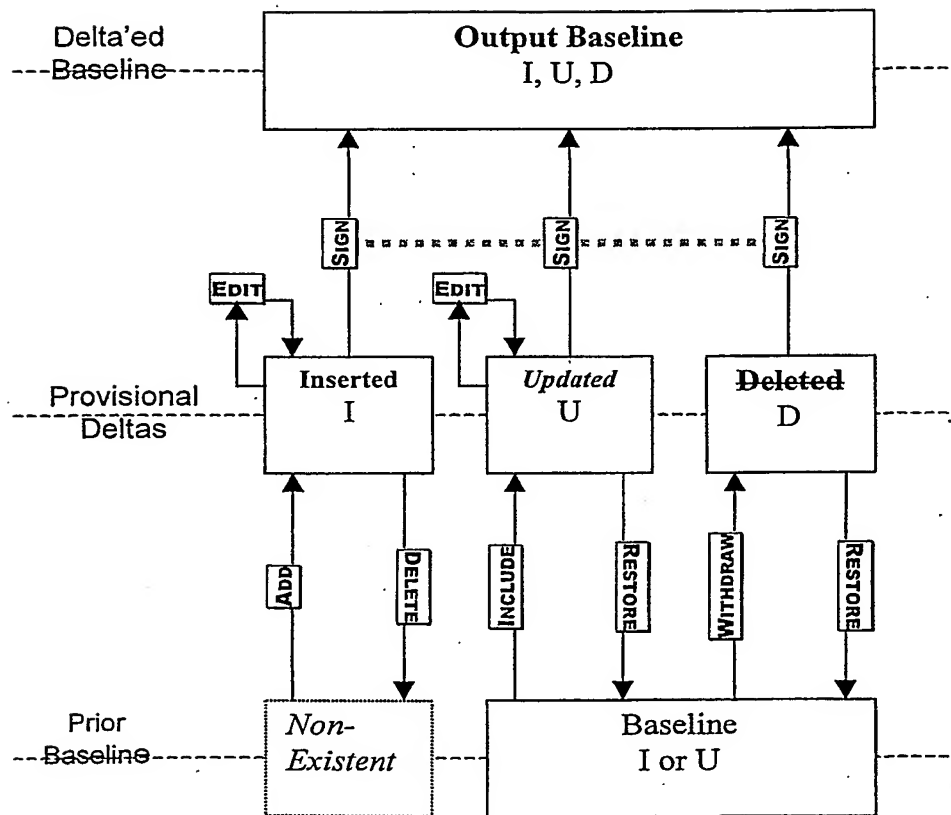 Delta'ed
Baseline
Output Baseline
I, U, D
SIGN
SIGN
SIGN
EDIT
EDIT
Provisional
Deltas
Inserted
I
Updated
U
Deleted
D
ADD
DELETE
INCLUDE
RESTORE
WITHDRAW
RESTORE
Prior
Baseline
Non-
Existent
Baseline
I or U